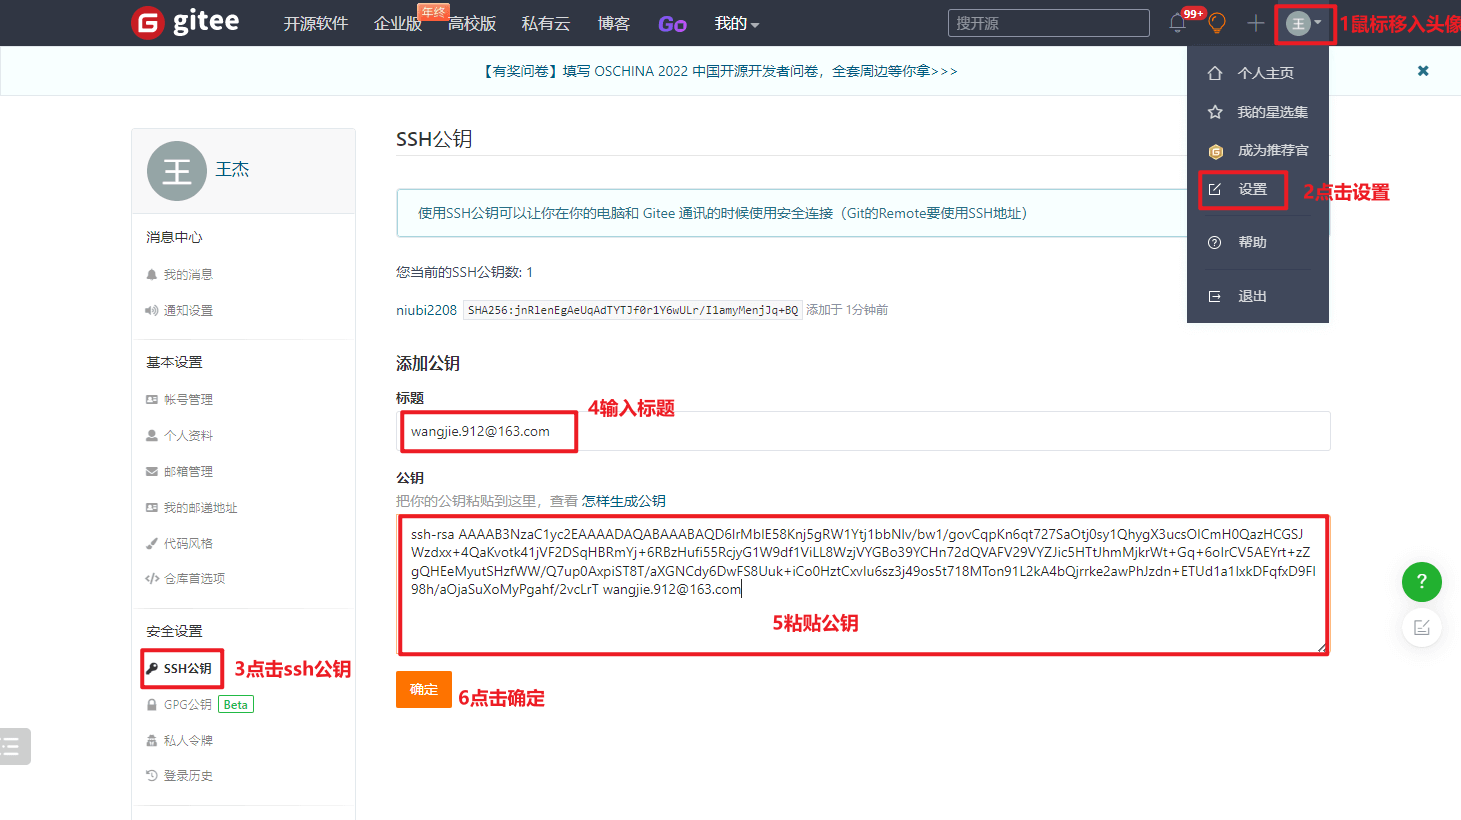 gitee
开源软件 企业版 年终 高校版 私有云 博客 Go 我的
搜开源
99+
王
1鼠标移入头像
【有奖问卷】填写 OSCHINA 2022 中国开源开发者问卷，全套周边等你拿>>>
个人主页
我的星选集
成为推荐官
设置
2点击设置
帮助
退出
王 王杰
消息中心
我的消息
通知设置
基本设置
帐号管理
个人资料
邮箱管理
我的邮递地址
代码风格
仓库首选项
安全设置
SSH公钥
3点击ssh公钥
GPG公钥 Beta
私人令牌
登录历史
SSH公钥
使用SSH公钥可以让你在你的电脑和 Gitee 通讯的时候使用安全连接（Git的Remote要使用SSH地址）
您当前的SSH公钥数: 1
niubi2208 SHA256:jnRlenEgAeUqAdTYTJf0r1Y6wULr/I1amyMenjJq+BQ 添加于 1分钟前
添加公钥
标题
4输入标题
wangjie.912@163.com
公钥
把你的公钥粘贴到这里，查看 怎样生成公钥
ssh-rsa AAAAB3NzaC1yc2EAAAADAQABAAABAQD6IrMbIE58Knj5gRW1Ytj1bbNlv/bw1/govCqpKn6qt727SaOtj0sy1QhygX3ucsOlCmH0QazHCGSJ
Wzdxx+4QaKvotk41jVF2DSqHBRmYj+6RBzHufi55RcjyG1W9df1ViLL8WzjVYGBo39YCHn72dQVAFV29VYZJic5HTtJhmMjkrWt+Gq+6oIrCV5AEYrt+zZ
gQHEeMyutSHzfWW/Q7up0AxpiST8T/aXGNCdy6DwFS8Uuk+iCo0HztCxvlu6sz3j49os5t718MTon91L2kA4bQjrrke2awPhJzdn+ETUd1a1IxkDFqfxD9Fl
98h/aOjaSuXoMyPgahf/2vcLrT wangjie.912@163.com
5粘贴公钥
确定
6点击确定
?